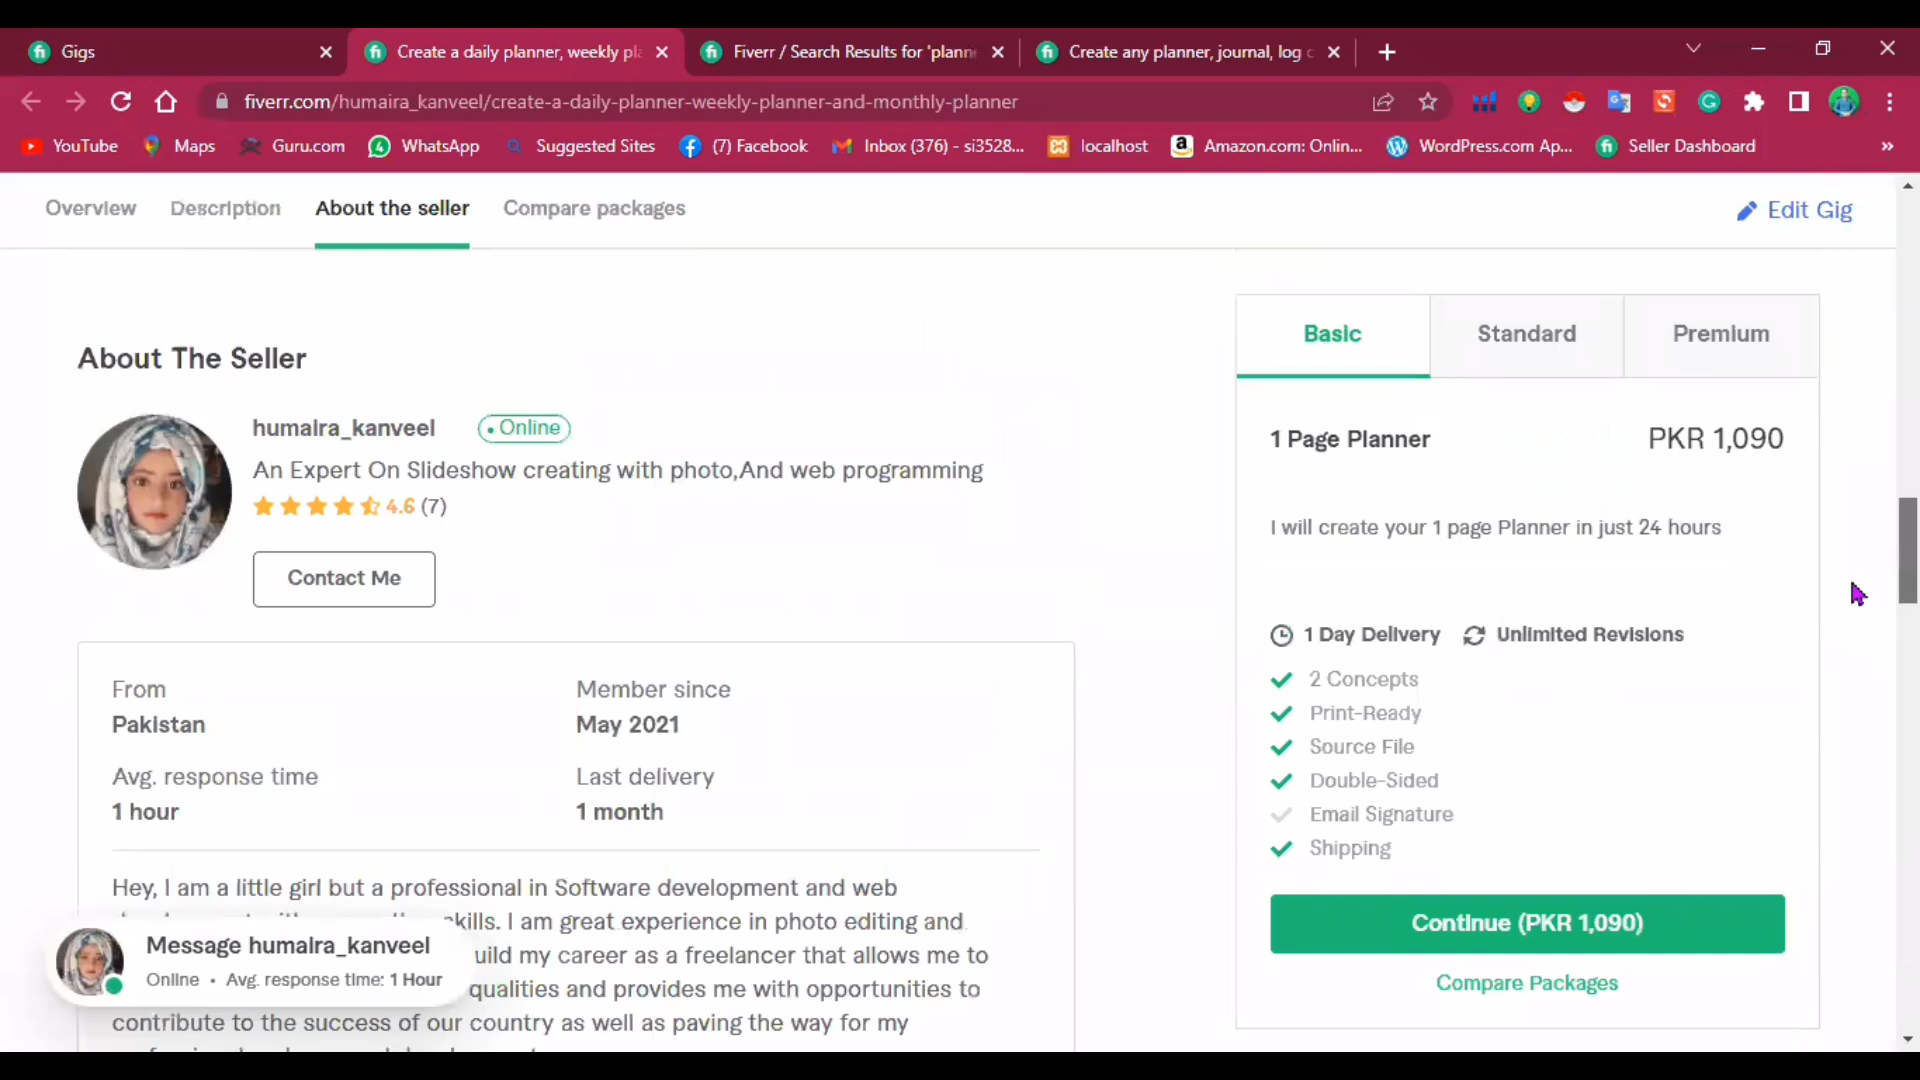 Gigs
Create a daily planner, weekly pl
Fiverr / Search Results for 'plann
Create any planner, journal, log c
fiverr.com/humaira_kanveel/create-a-daily-planner-weekly-planner-and-monthly-planner
YouTube
Maps
Guru.com
WhatsApp
Suggested Sites
(7) Facebook
Inbox (376) - si3528...
localhost
Amazon.com: Onlin...
WordPress.com Ap...
Seller Dashboard
»
Overview
Description
About the seller
Compare packages
Edit Gig
About The Seller
humaira_kanveel
• Online
An Expert On Slideshow creating with photo,And web programming
4.6 (7)
Contact Me
From
Pakistan
Member since
May 2021
Avg. response time
1 hour
Last delivery
1 month
Hey, I am a little girl but a professional in Software development and web
kills. I am great experience in photo editing and
uild my career as a freelancer that allows me to
qualities and provides me with opportunities to
contribute to the success of our country as well as paving the way for my
Message humaira_kanveel
Online • Avg. response time: 1 Hour
Basic
Standard
Premium
1 Page Planner
PKR 1,090
I will create your 1 page Planner in just 24 hours
1 Day Delivery
Unlimited Revisions
2 Concepts
Print-Ready
Source File
Double-Sided
Email Signature
Shipping
Continue (PKR 1,090)
Compare Packages